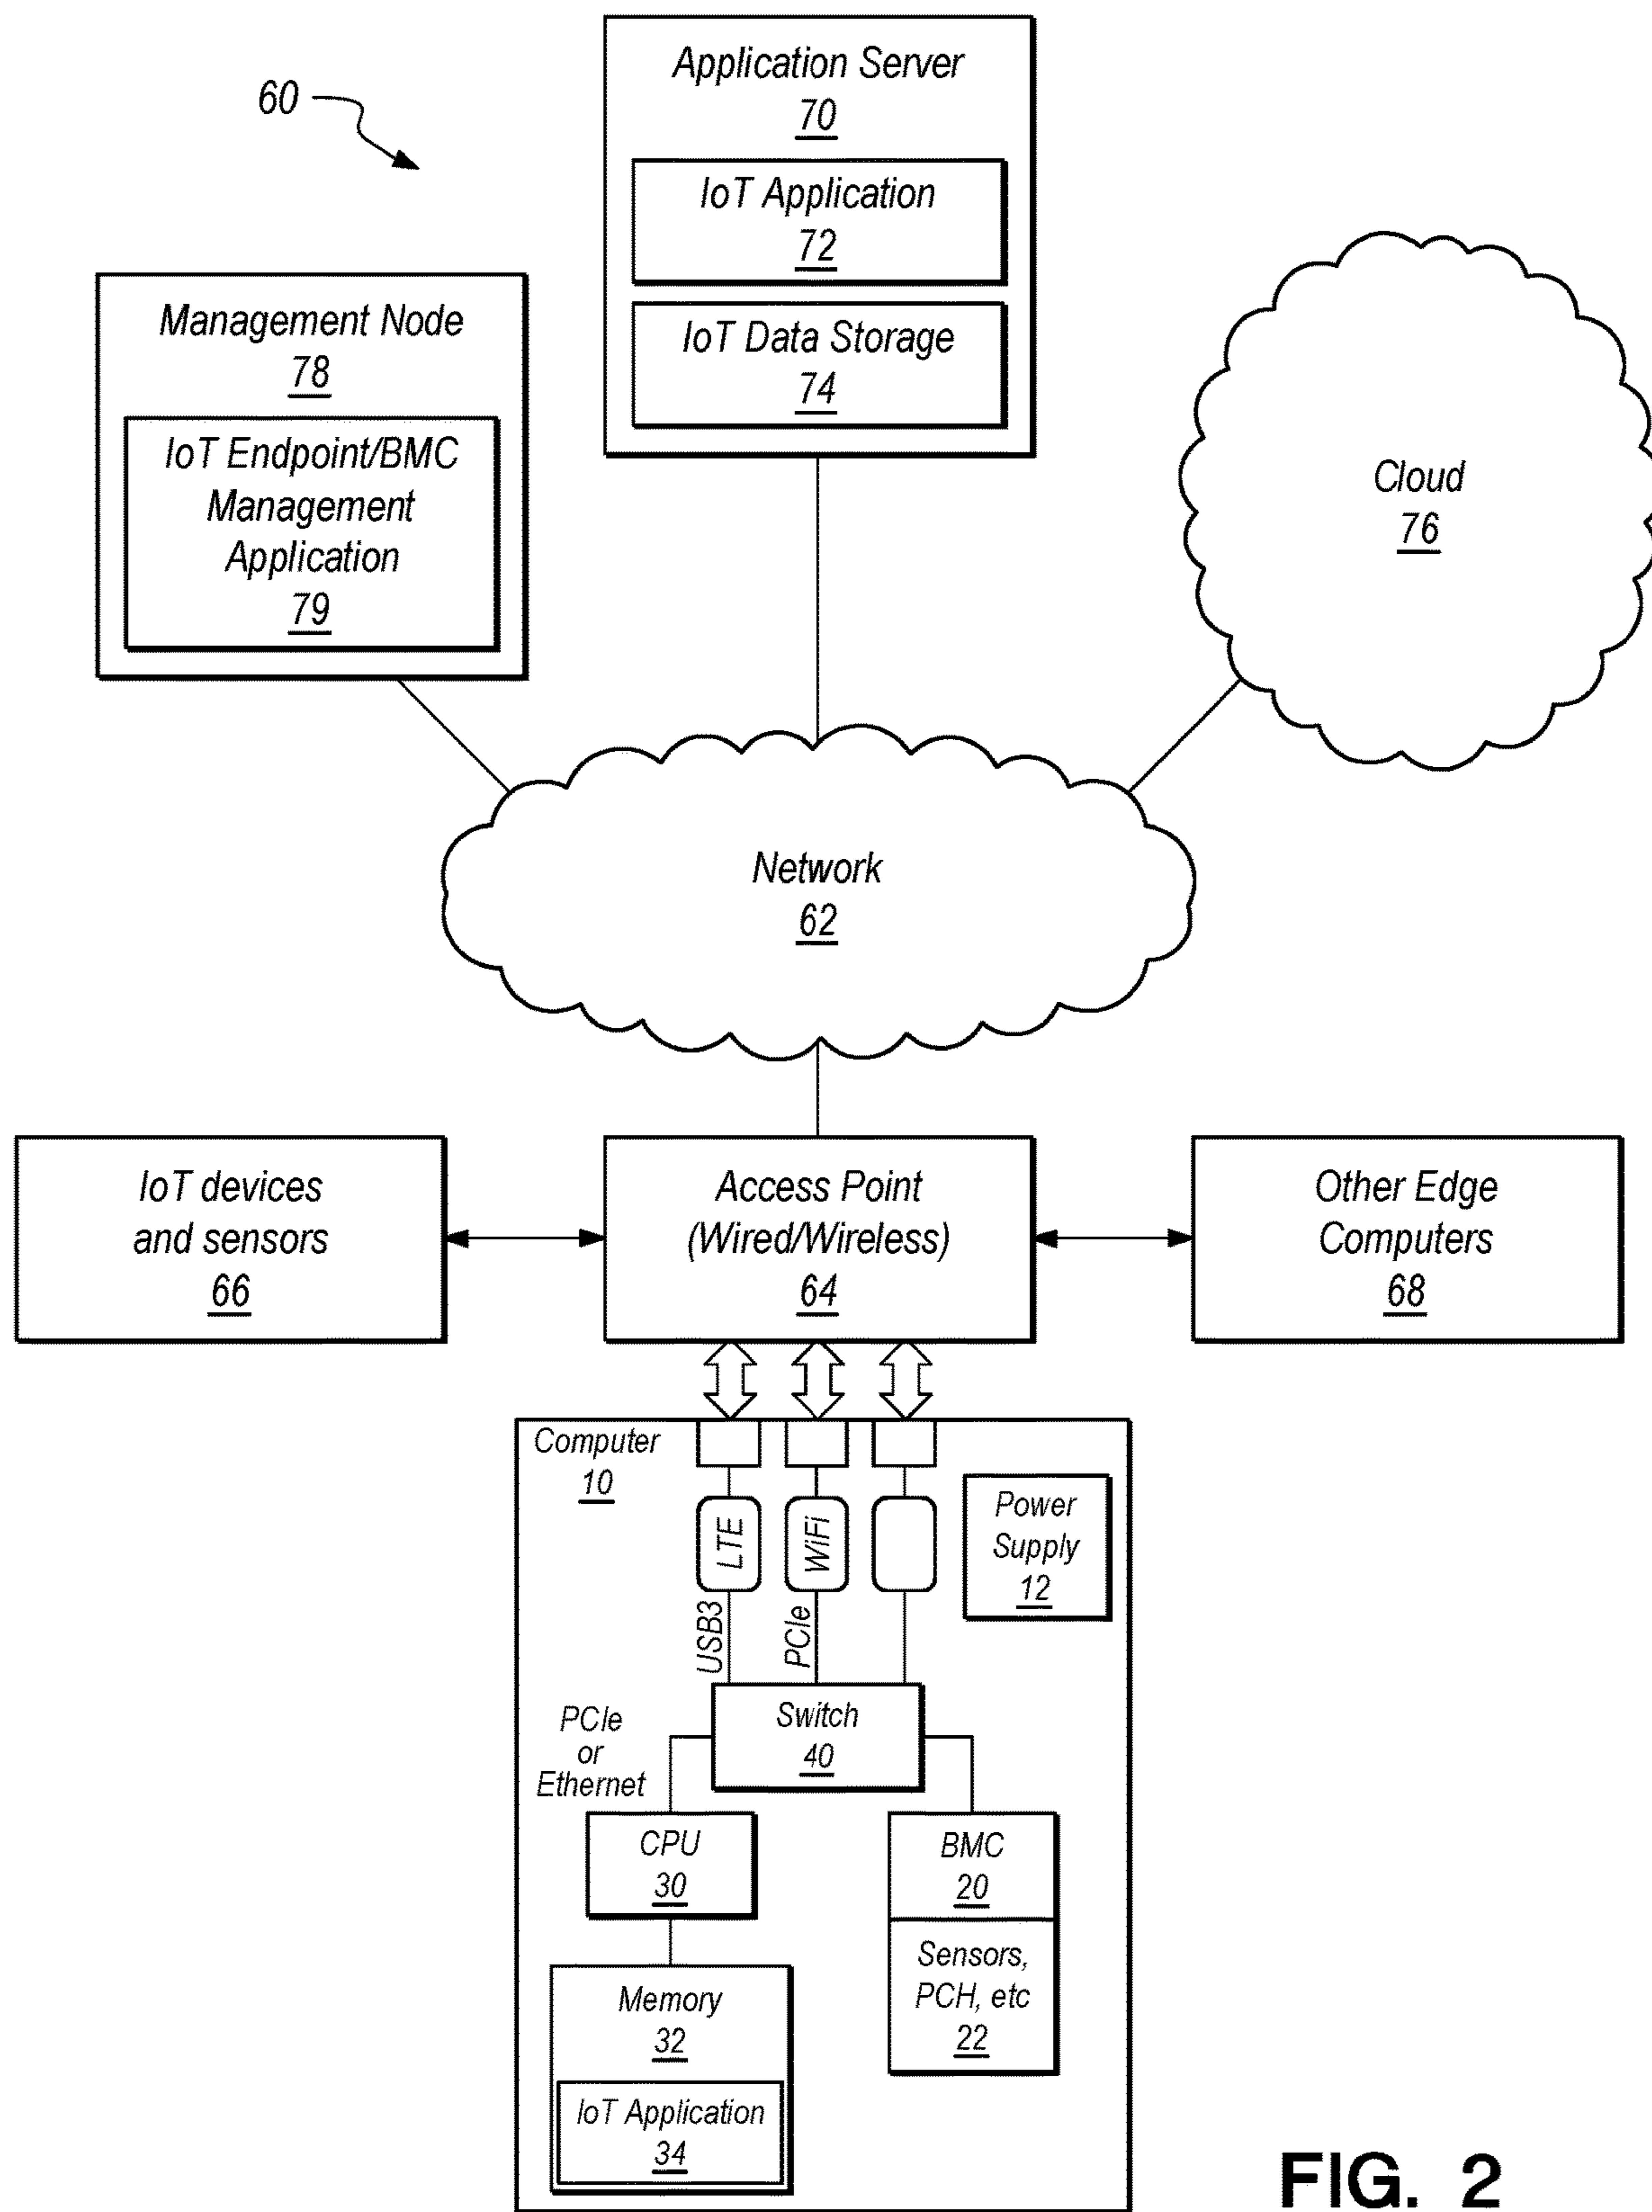 60
Application Server
70
IoT Application
72
IoT Data Storage
74
Management Node
78
IoT Endpoint/BMC
Management
Application
79
Cloud
76
Network
62
IoT devices
and sensors
66
Access Point
(Wired/Wireless)
64
Other Edge
Computers
68
Computer
10
LTE
WiFi
Power
Supply
12
USB3
PCIe
Switch
40
PCIe
or
Ethernet
CPU
30
BMC
20
Sensors,
PCH, etc
22
Memory
32
IoT Application
34
FIG. 2